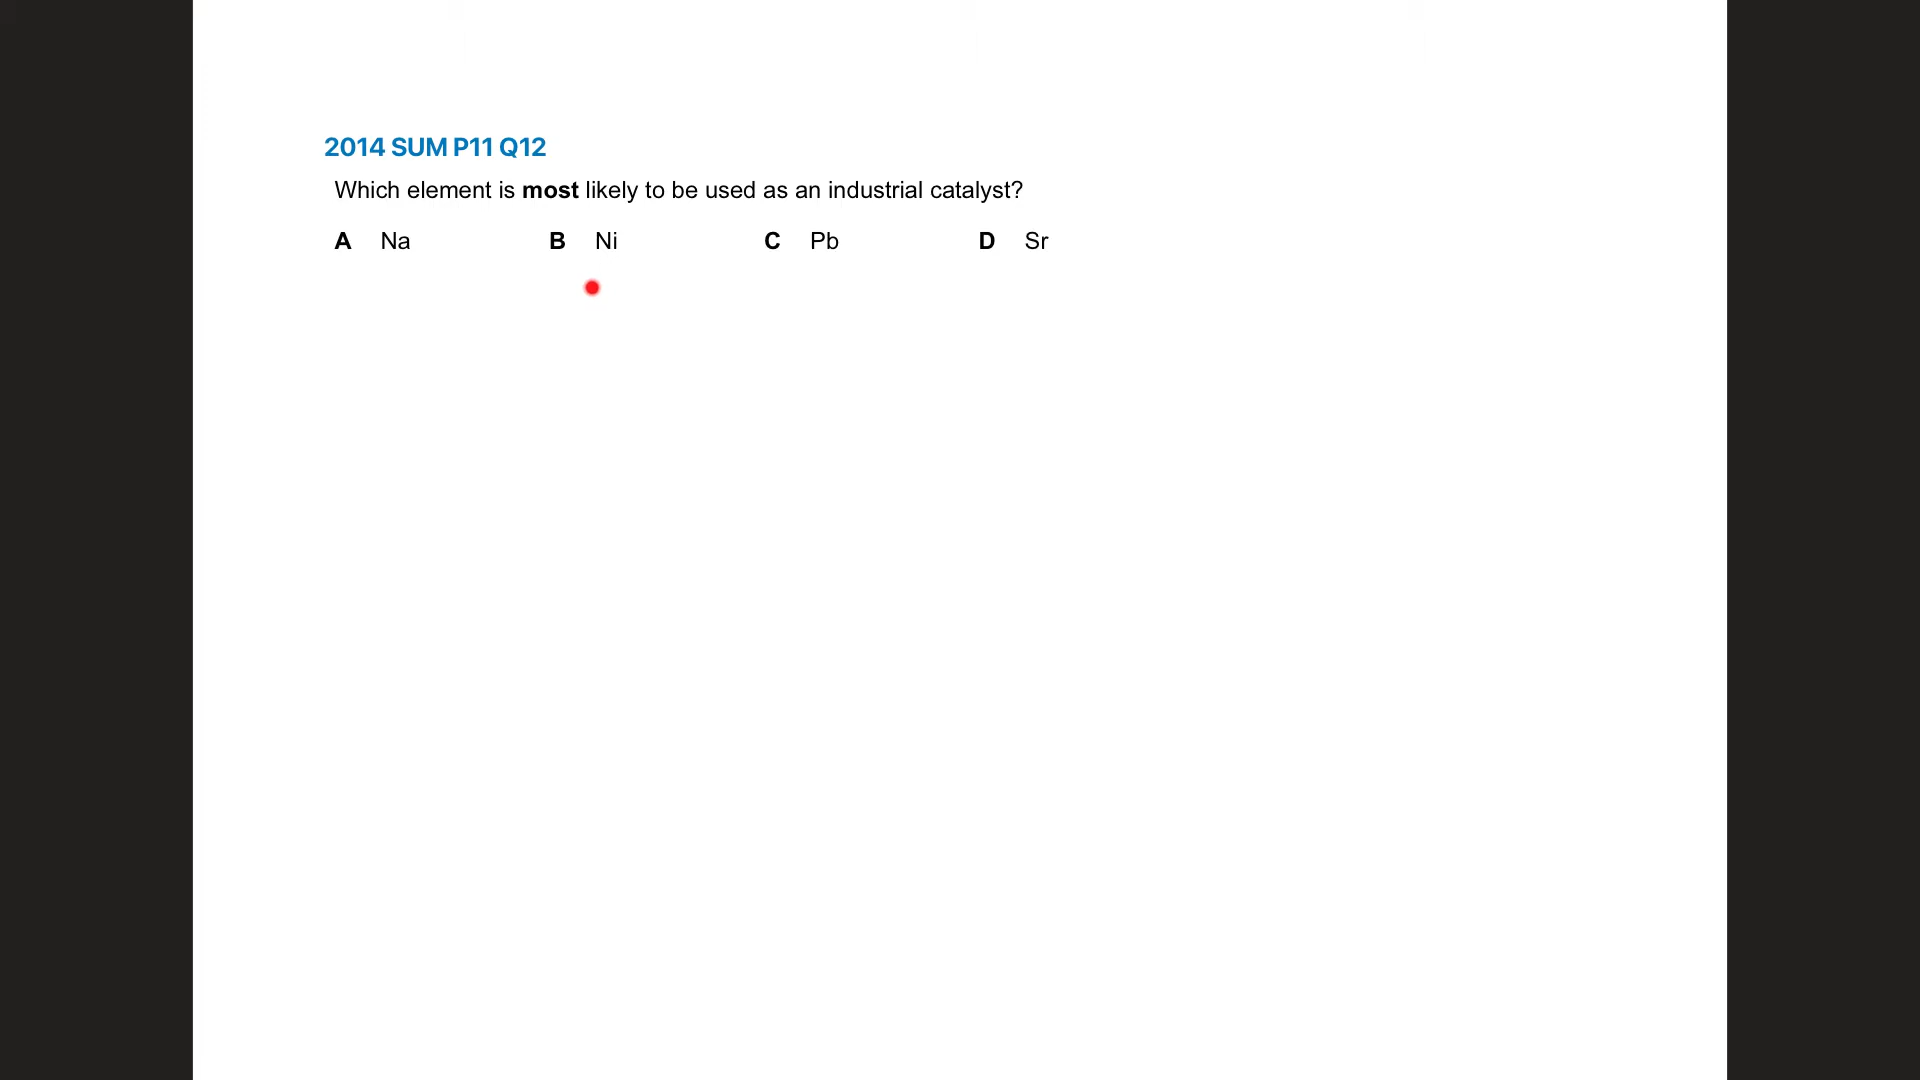 2014 SUM P11 Q12
Which element is most likely to be used as an industrial catalyst?
A Na B Ni C Pb D Sr